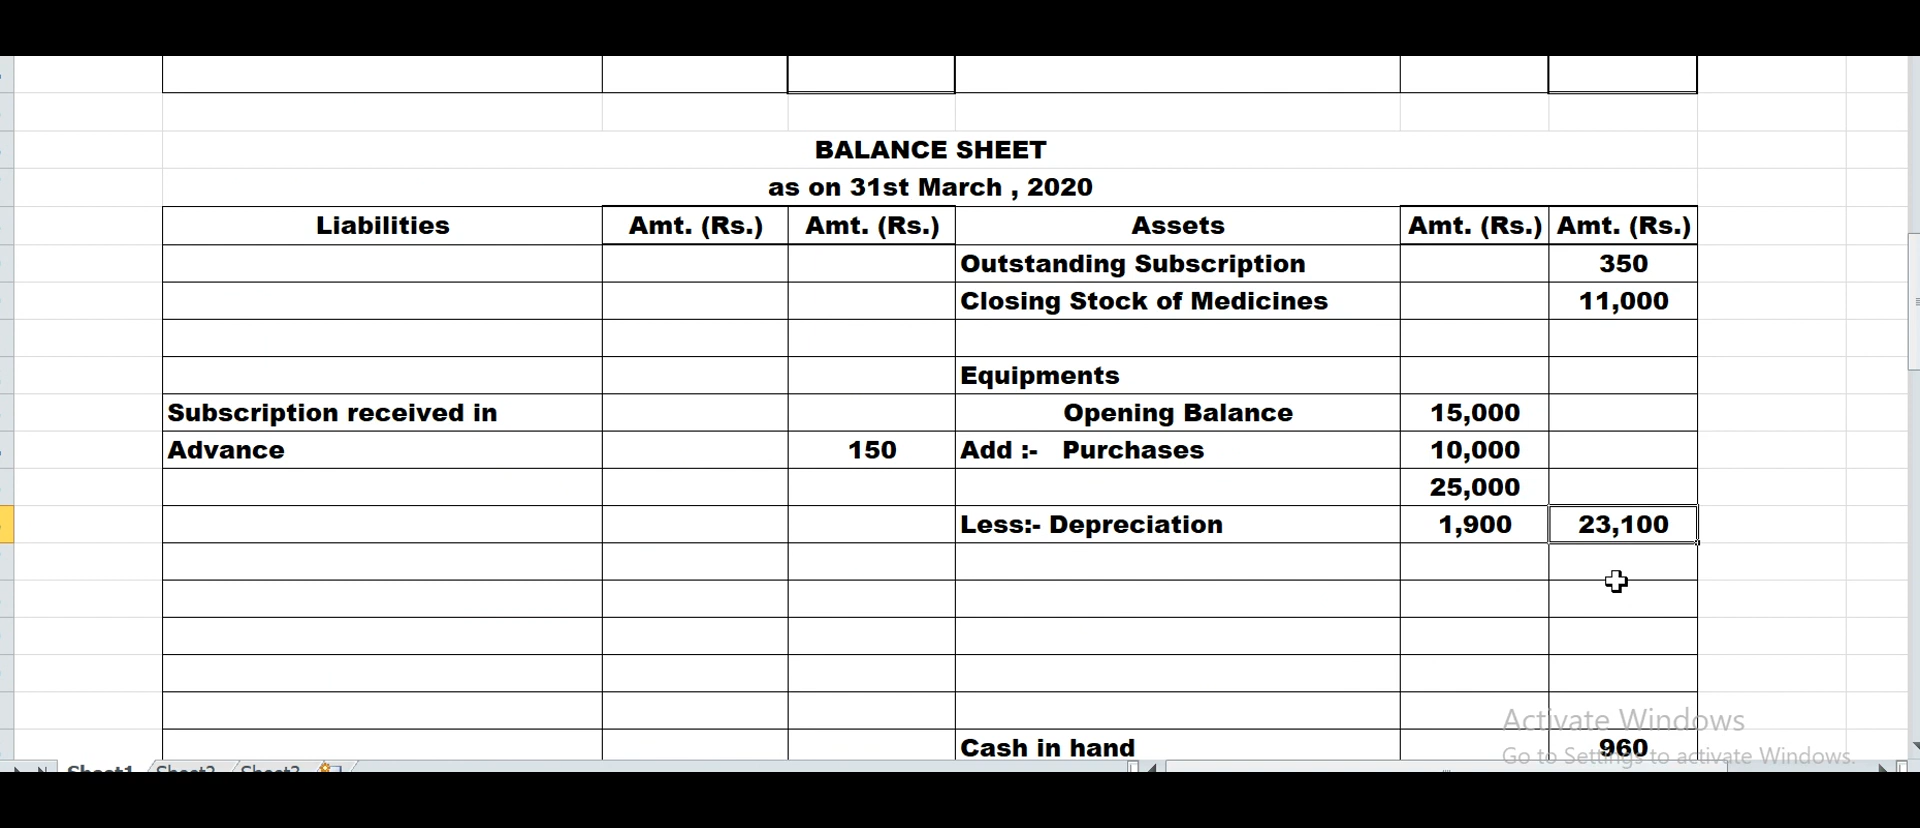 BALANCE SHEET
as on 31st March , 2020
Liabilities Amt. (Rs.) Amt. (Rs.) Assets Amt. (Rs.) Amt. (Rs.)
Outstanding Subscription 350
Closing Stock of Medicines 11,000
Equipments
Subscription received in Opening Balance 15,000
Advance 150 Add :- Purchases 10,000
25,000
Less:- Depreciation 1,900 23,100
Activate Windows
Cash in hand 960
Go to Settings to activate Windows.
Sheet1 Sheet2 Sheet3